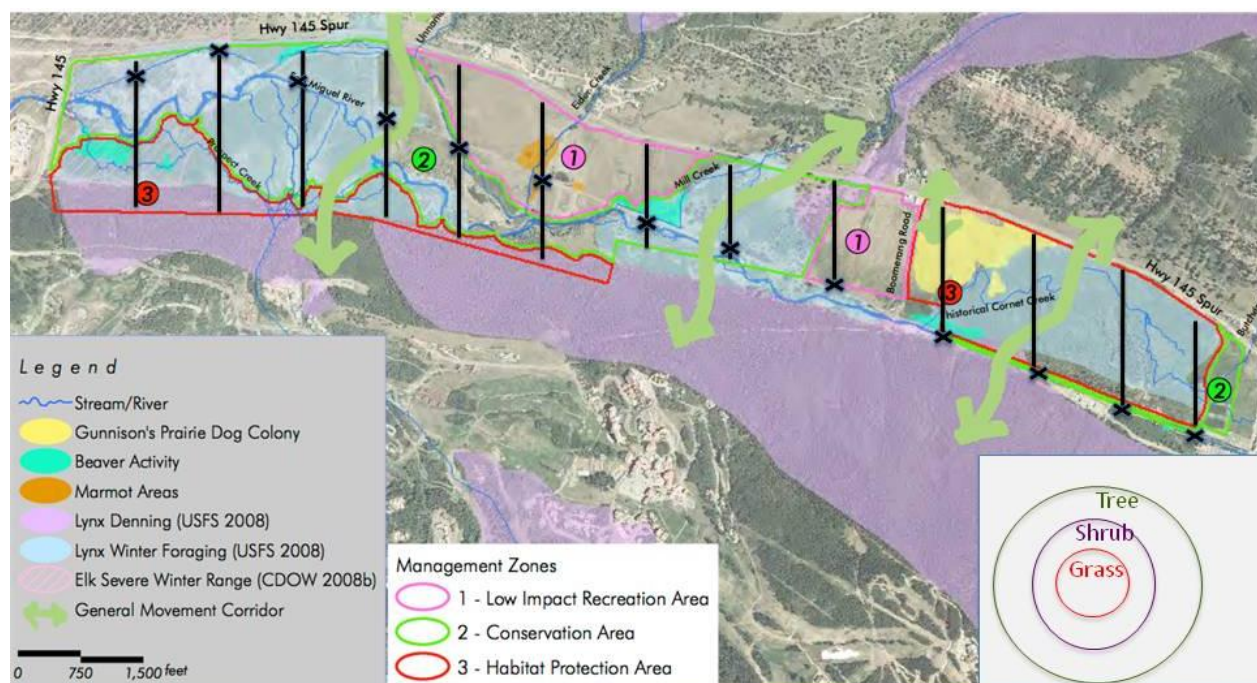 Hwy 145 Spur
Hwy 145
Miguel River
Prospect Creek
Eider Creek
2
1
3
Mill Creek
1
Boomerang Road
3
historical Cornet Creek
Hwy 145 Spur
2
Legend
Stream/River
Gunnison's Prairie Dog Colony
Beaver Activity
Marmot Areas
Lynx Denning (USFS 2008)
Lynx Winter Foraging (USFS 2008)
Elk Severe Winter Range (CDOW 2008b)
General Movement Corridor
0 750 1,500 feet
Management Zones
1 - Low Impact Recreation Area
2 - Conservation Area
3 - Habitat Protection Area
Tree
Shrub
Grass